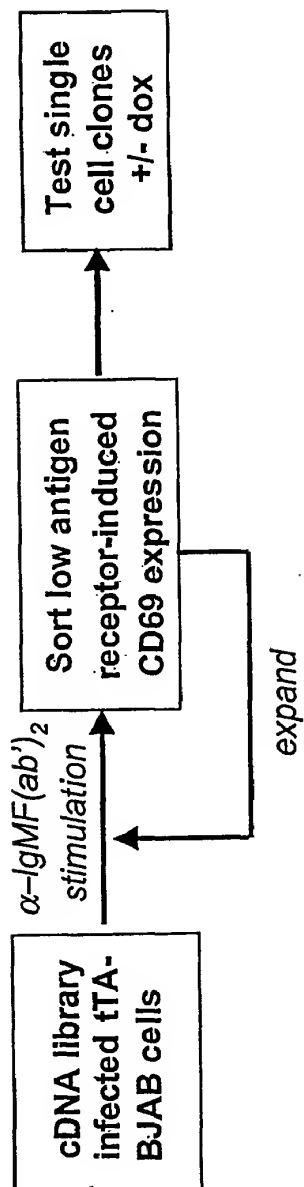 cDNA library
infected tTA-
BJAB cells
α–IgMF(ab')₂
stimulation
Sort low antigen
receptor-induced
CD69 expression
expand
Test single
cell clones
+/- dox